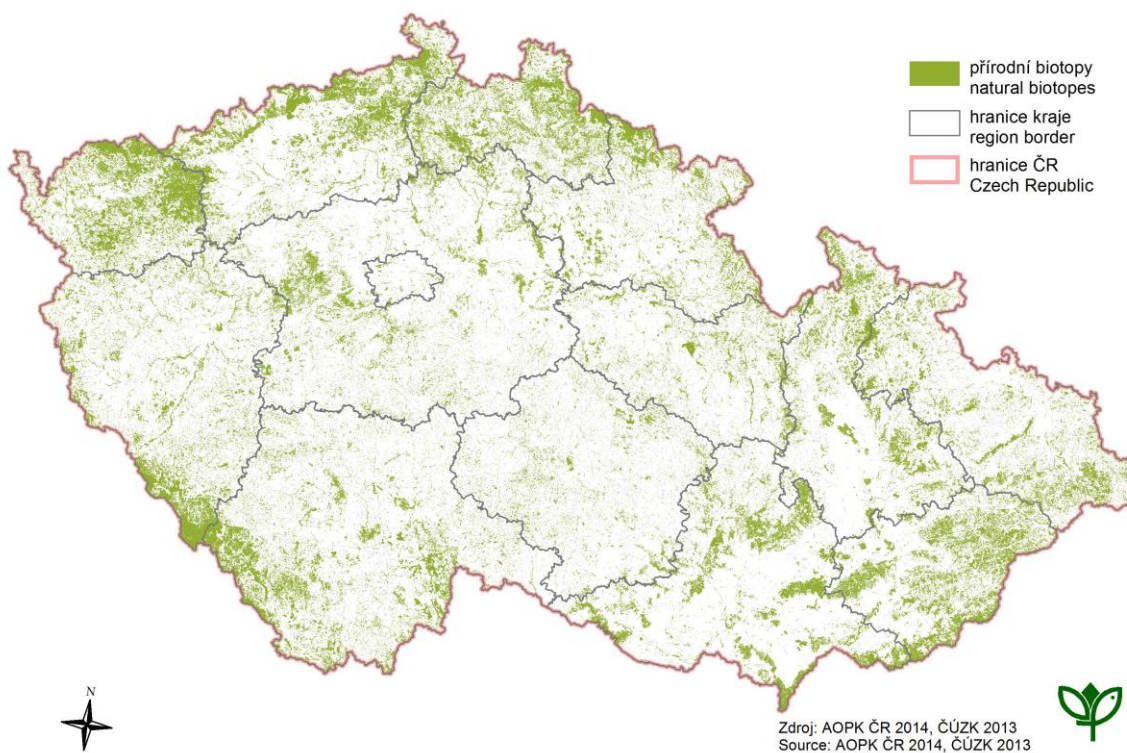 přírodní biotopy
natural biotopes
hranice kraje
region border
hranice ČR
Czech Republic
N
Zdroj: AOPK ČR 2014, ČÚZK 2013
Source: AOPK ČR 2014, ČÚZK 2013